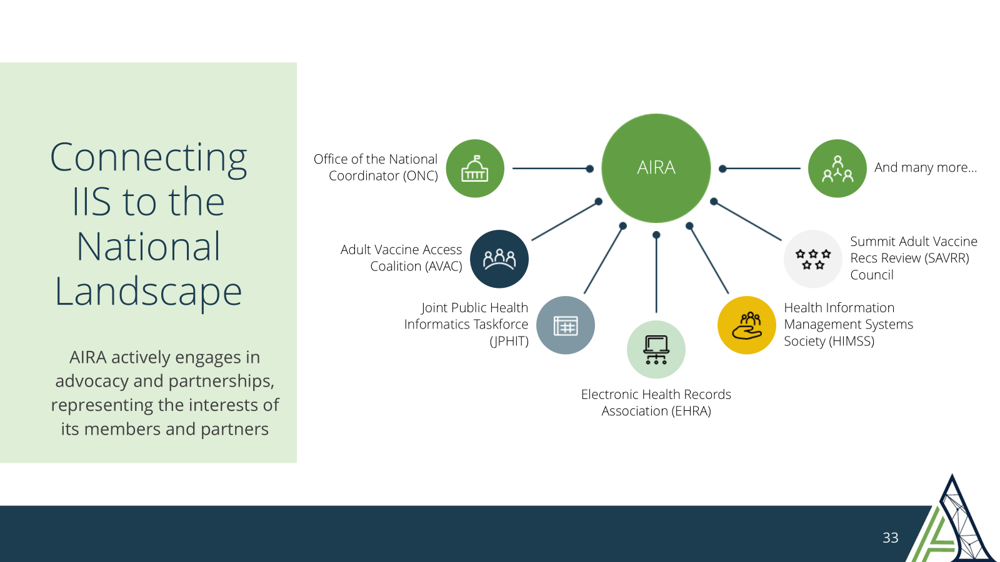 Connecting
IIS to the
National
Landscape
AIRA actively engages in
advocacy and partnerships,
representing the interests of
its members and partners
AIRA
Office of the National
Coordinator (ONC)
Adult Vaccine Access
Coalition (AVAC)
Joint Public Health
Informatics Taskforce
(JPHIT)
Electronic Health Records
Association (EHRA)
Health Information
Management Systems
Society (HIMSS)
Summit Adult Vaccine
Recs Review (SAVRR)
Council
And many more...
33